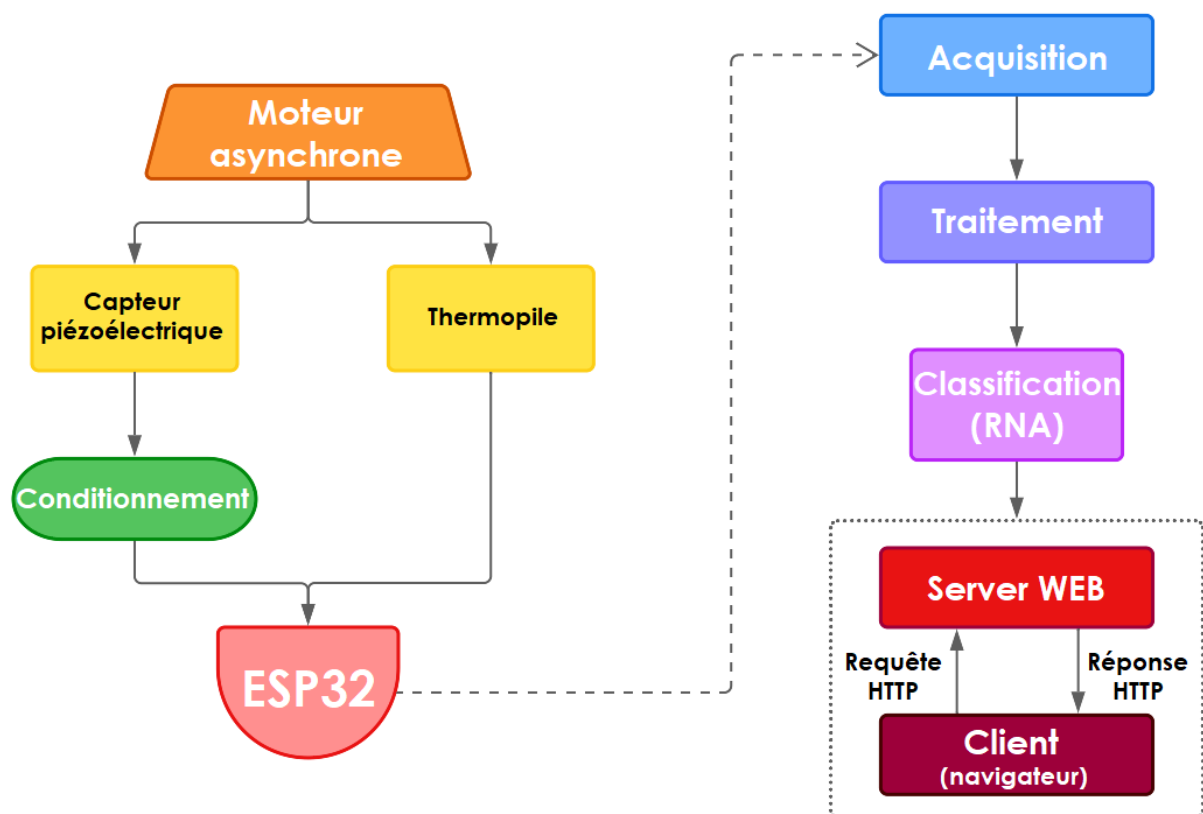 Moteur
asynchrone
Capteur
piézoélectrique
Thermopile
Conditionnement
ESP32
Acquisition
Traitement
Classification
(RNA)
Server WEB
Requête
HTTP
Réponse
HTTP
Client
(navigateur)